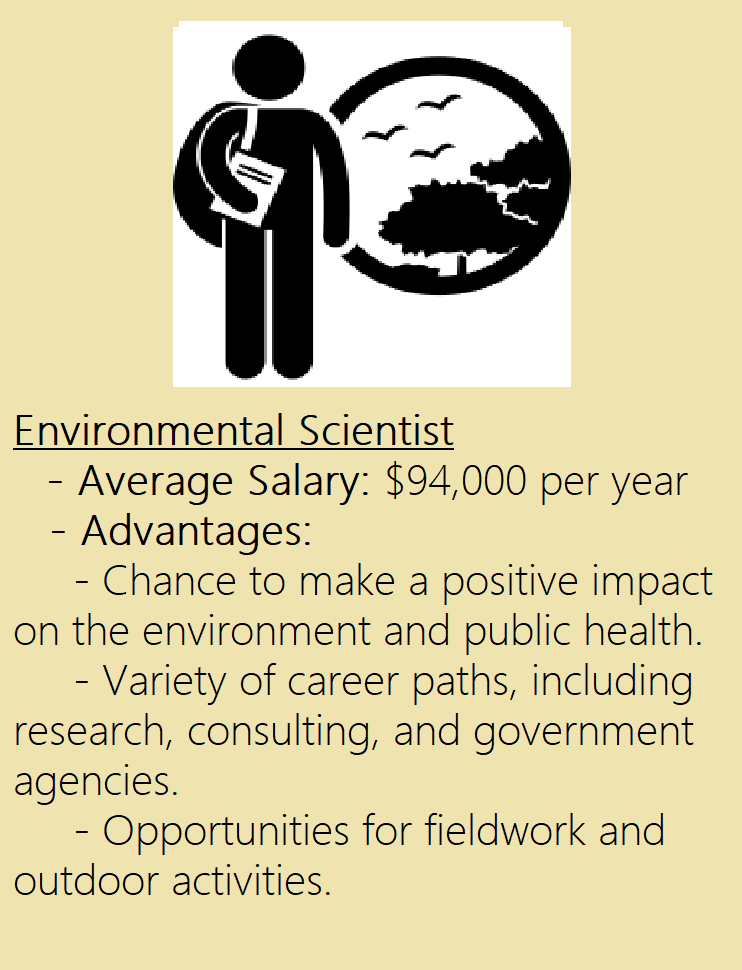 Environmental Scientist
- Average Salary: $94,000 per year
- Advantages:
- Chance to make a positive impact
on the environment and public health.
- Variety of career paths, including
research, consulting, and government
agencies.
- Opportunities for fieldwork and
outdoor activities.